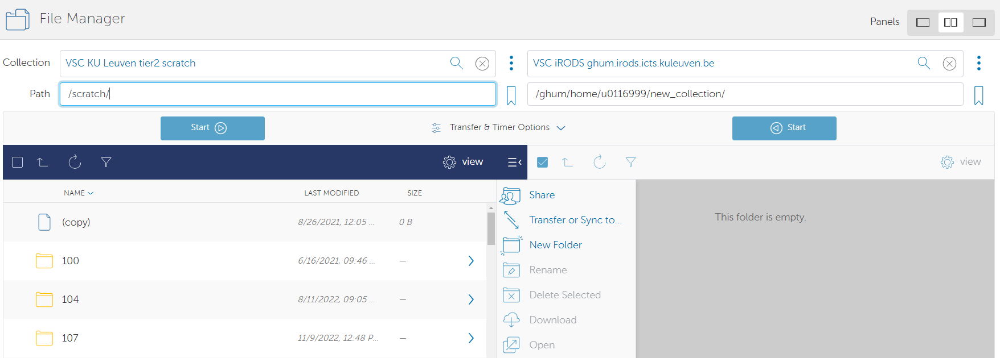 File Manager
Panels
Collection
VSC KU Leuven tier2 scratch
VSC iRODS ghum.irods.icts.kuleuven.be
Path
/scratch/
/ghum/home/u0116999/new_collection/
Start
Transfer & Timer Options
Start
view
view
NAME
LAST MODIFIED
SIZE
(copy)
8/26/2021, 12:05 ...
0 B
100
6/16/2021, 09:46 ...
—
104
8/11/2022, 09:05 ...
—
107
11/9/2022, 12:48 P...
—
Share
Transfer or Sync to...
New Folder
Rename
Delete Selected
Download
Open
This folder is empty.